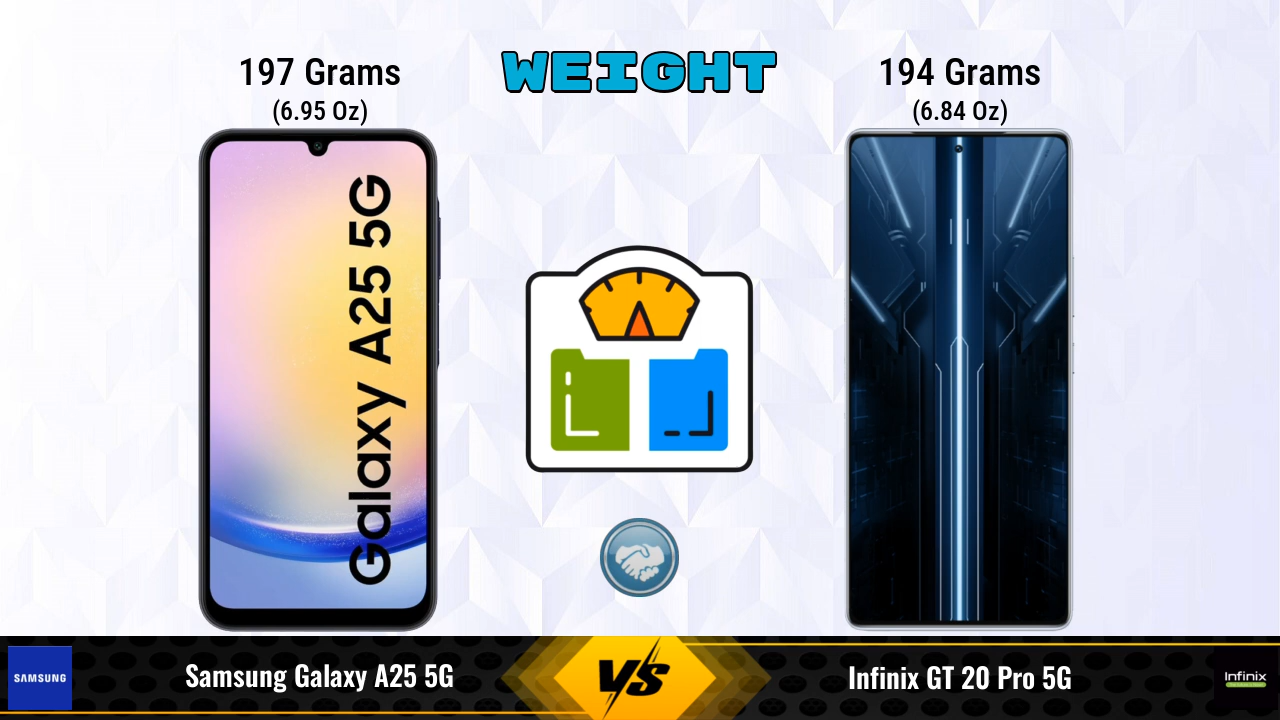 WEIGHT
197 Grams
(6.95 Oz)
194 Grams
(6.84 Oz)
Galaxy A25 5G
SAMSUNG
Samsung Galaxy A25 5G
VS
Infinix GT 20 Pro 5G
Infinix